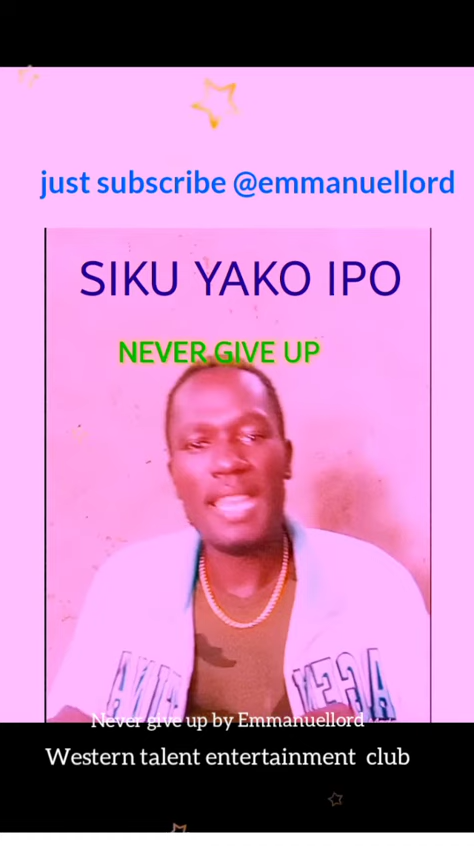 just subscribe @emmanuellord
SIKU YAKO IPO
NEVER GIVE UP
Never give up by Emmanuellord
Western talent entertainment club